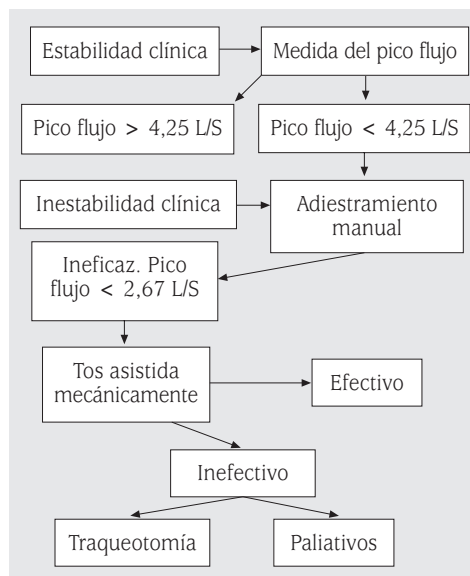 Estabilidad clínica
Medida del pico flujo
Pico flujo > 4,25 L/S
Pico flujo < 4,25 L/S
Inestabilidad clínica
Adiestramiento
manual
Ineficaz. Pico
flujo < 2,67 L/S
Tos asistida
mecánicamente
Efectivo
Inefectivo
Traqueotomía
Paliativos